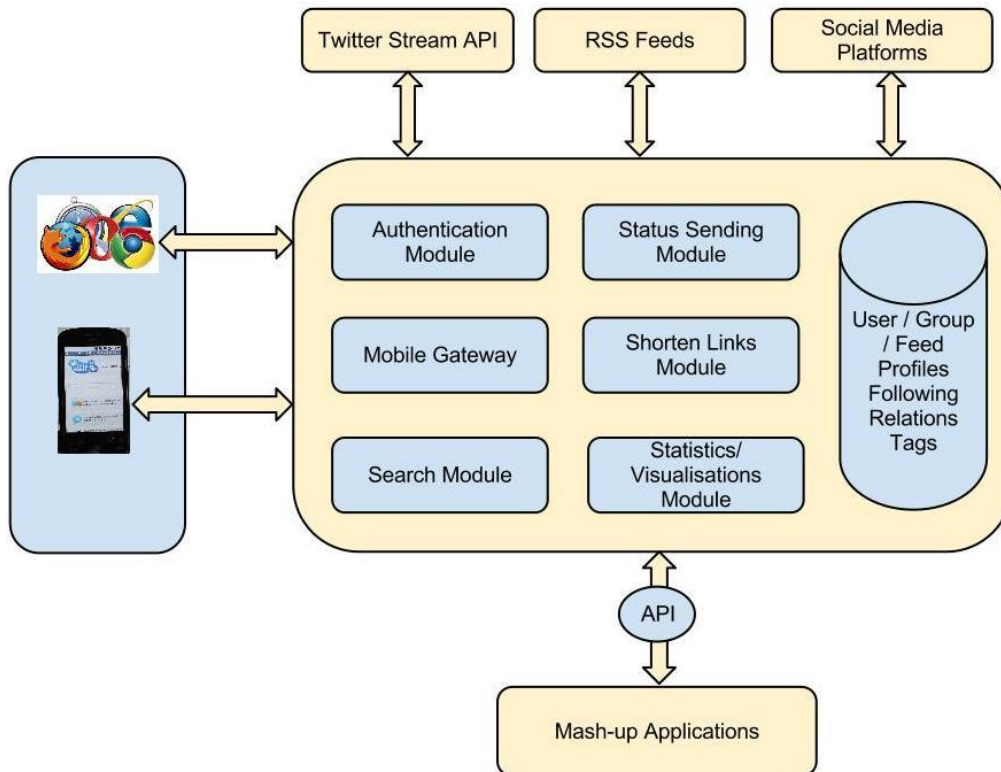 Twitter Stream API
RSS Feeds
Social Media
Platforms
Authentication
Module
Status Sending
Module
Mobile Gateway
Shorten Links
Module
Search Module
Statistics/
Visualisations
Module
User / Group
/ Feed
Profiles
Following
Relations
Tags
API
Mash-up Applications